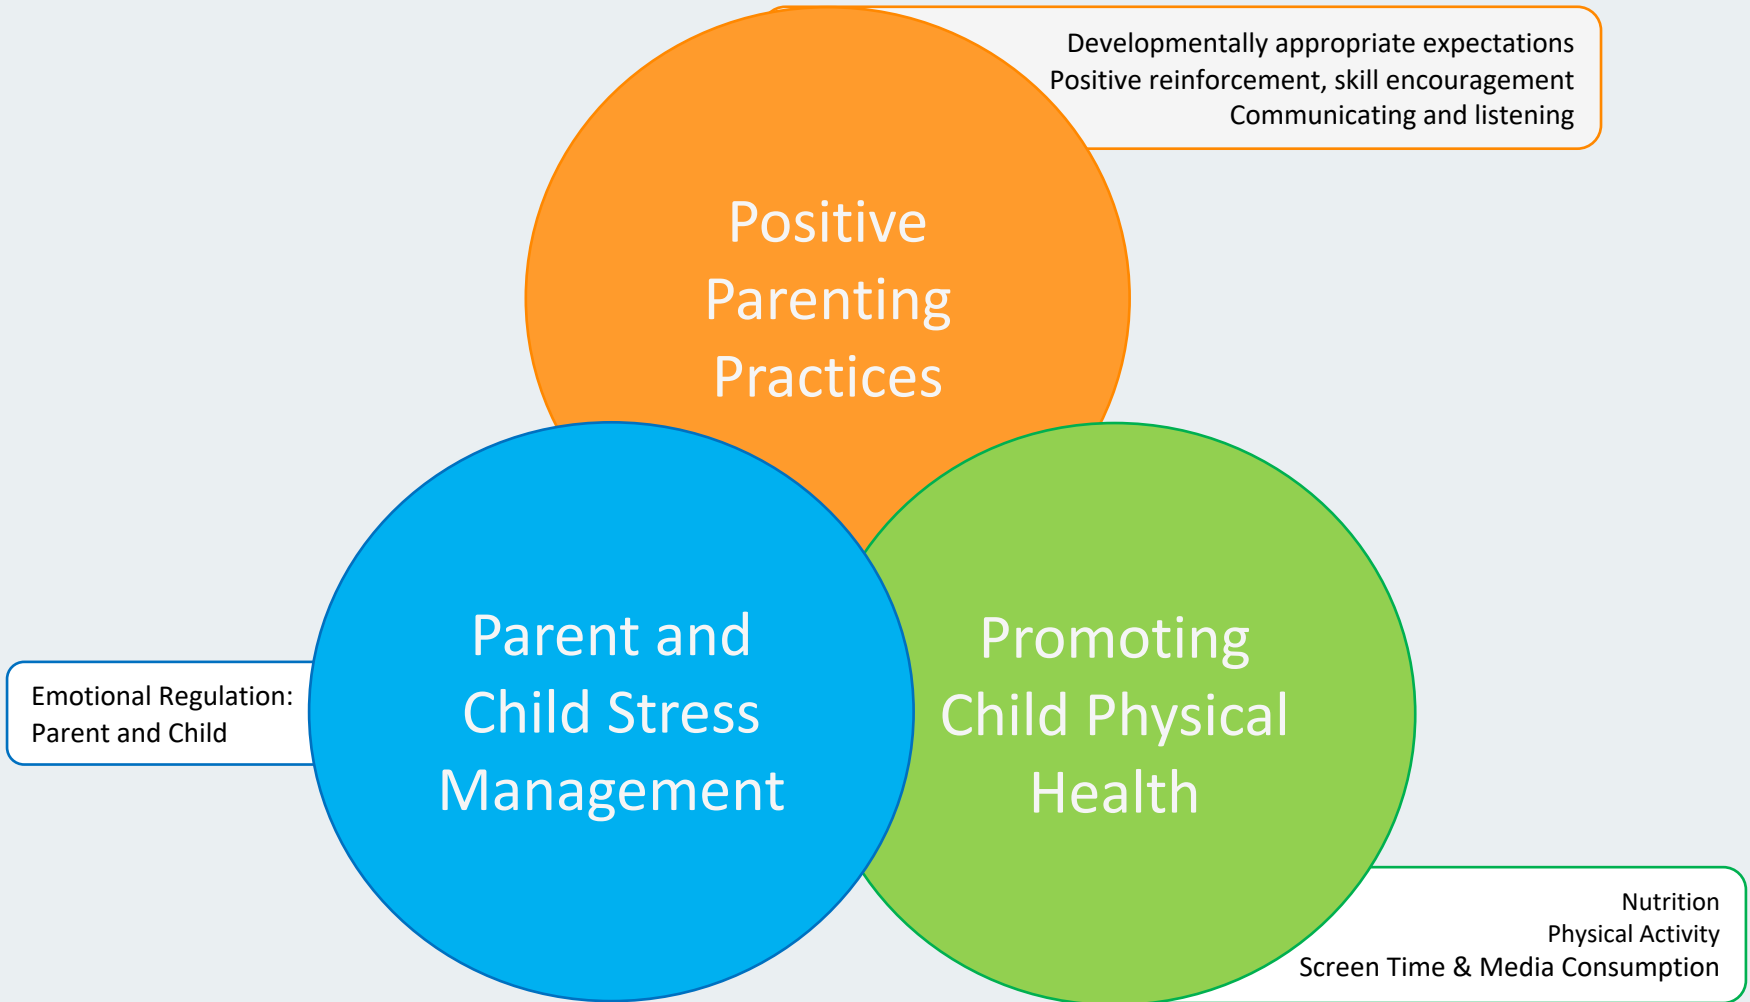 Developmentally appropriate expectations
Positive reinforcement, skill encouragement
Communicating and listening
Positive
Parenting
Practices
Parent and
Child Stress
Management
Promoting
Child Physical
Health
Emotional Regulation:
Parent and Child
Nutrition
Physical Activity
Screen Time & Media Consumption